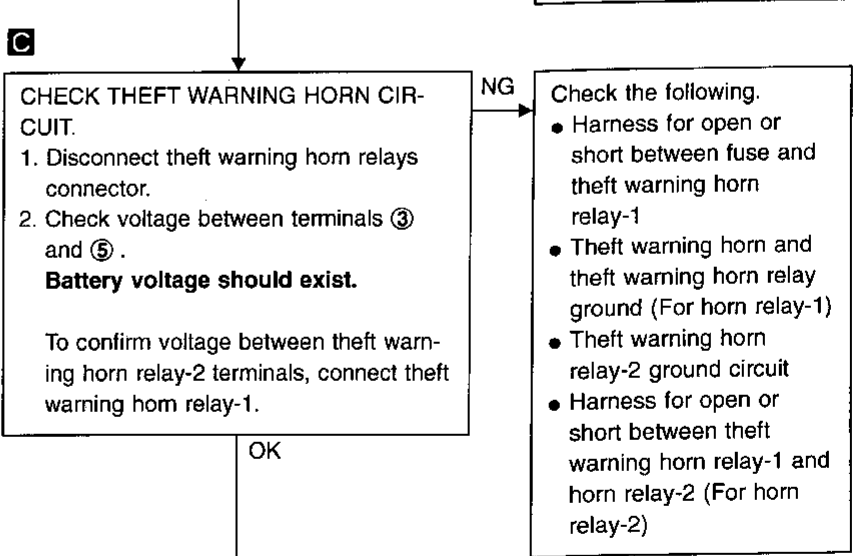 C
CHECK THEFT WARNING HORN CIR-
CUIT.
1. Disconnect theft warning horn relays
connector.
2. Check voltage between terminals ③
and ⑤ .
Battery voltage should exist.
To confirm voltage between theft warn-
ing horn relay-2 terminals, connect theft
warning horn relay-1.
OK
NG
Check the following.
● Harness for open or
short between fuse and
theft warning horn
relay-1
● Theft warning horn and
theft warning horn relay
ground (For horn relay-1)
● Theft warning horn
relay-2 ground circuit
● Harness for open or
short between theft
warning horn relay-1 and
horn relay-2 (For horn
relay-2)